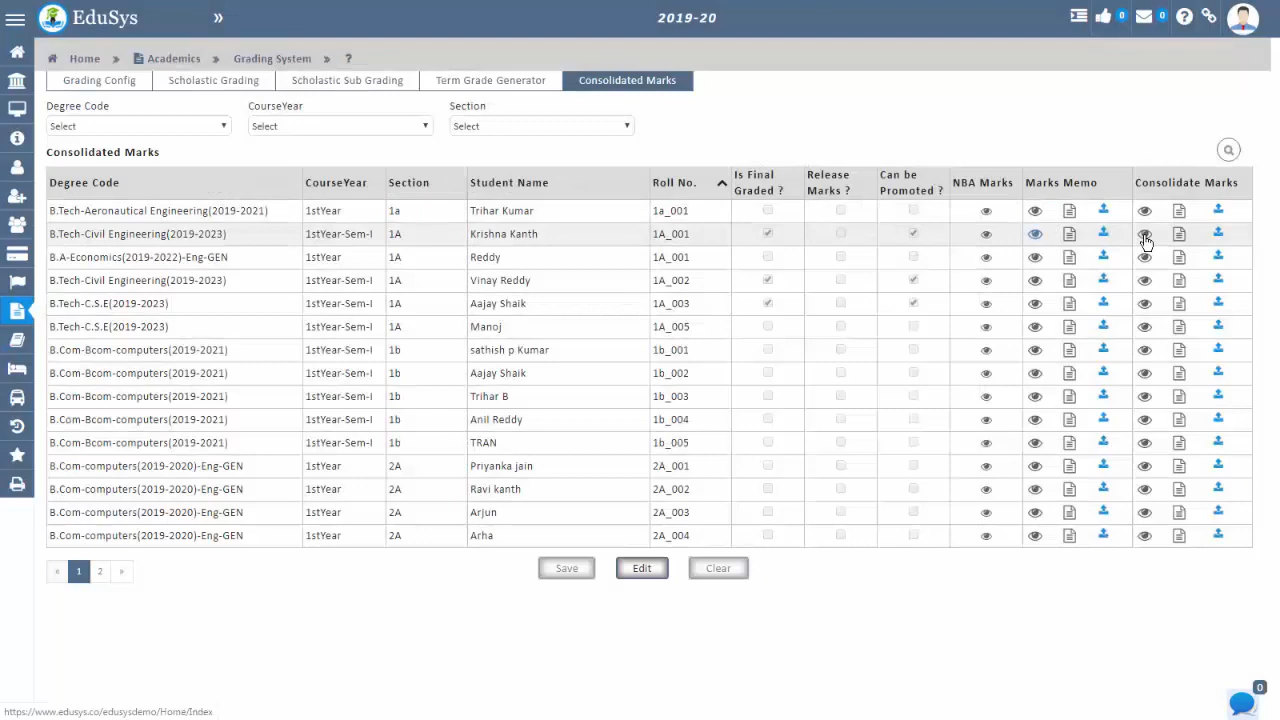 EduSys » 2019-20 0 0
Home » Academics » Grading System » ?
Grading Config Scholastic Grading Scholastic Sub Grading Term Grade Generator Consolidated Marks
Degree Code CourseYear Section
Select Select Select
Consolidated Marks
Degree Code CourseYear Section Student Name Roll No. Is Final Graded ? Release Marks ? Can be Promoted ? NBA Marks Marks Memo Consolidate Marks
B.Tech-Aeronautical Engineering(2019-2021) 1stYear 1a Trihar Kumar 1a_001
B.Tech-Civil Engineering(2019-2023) 1stYear-Sem-I 1A Krishna Kanth 1A_001
B.A-Economics(2019-2022)-Eng-GEN 1stYear 1A Reddy 1A_001
B.Tech-Civil Engineering(2019-2023) 1stYear-Sem-I 1A Vinay Reddy 1A_002
B.Tech-C.S.E(2019-2023) 1stYear-Sem-I 1A Aajay Shaik 1A_003
B.Tech-C.S.E(2019-2023) 1stYear-Sem-I 1A Manoj 1A_005
B.Com-Bcom-computers(2019-2021) 1stYear-Sem-I 1b sathish p Kumar 1b_001
B.Com-Bcom-computers(2019-2021) 1stYear-Sem-I 1b Aajay Shaik 1b_002
B.Com-Bcom-computers(2019-2021) 1stYear-Sem-I 1b Trihar B 1b_003
B.Com-Bcom-computers(2019-2021) 1stYear-Sem-I 1b Anil Reddy 1b_004
B.Com-Bcom-computers(2019-2021) 1stYear-Sem-I 1b TRAN 1b_005
B.Com-computers(2019-2020)-Eng-GEN 1stYear 2A Priyanka jain 2A_001
B.Com-computers(2019-2020)-Eng-GEN 1stYear 2A Ravi kanth 2A_002
B.Com-computers(2019-2020)-Eng-GEN 1stYear 2A Arjun 2A_003
B.Com-computers(2019-2020)-Eng-GEN 1stYear 2A Arha 2A_004
« 1 2 » Save Edit Clear
0
https://www.edusys.co/edusysdemo/Home/Index